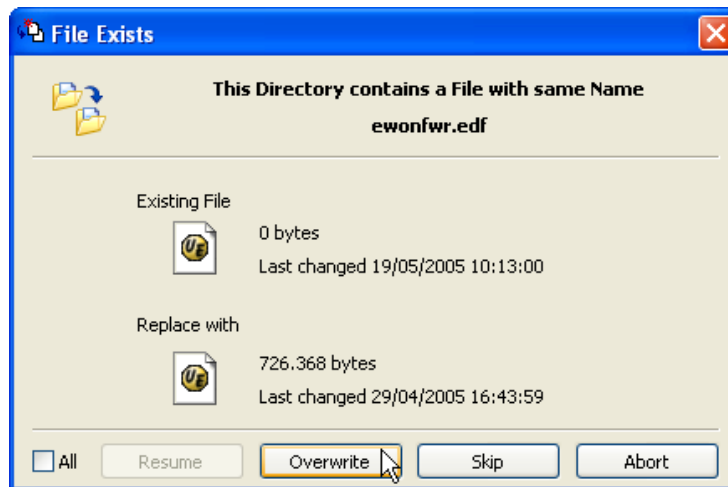 File Exists
This Directory contains a File with same Name
ewonfwr.edf
Existing File
UE
0 bytes
Last changed 19/05/2005 10:13:00
Replace with
UE
726.368 bytes
Last changed 29/04/2005 16:43:59
All
Resume
Overwrite
Skip
Abort